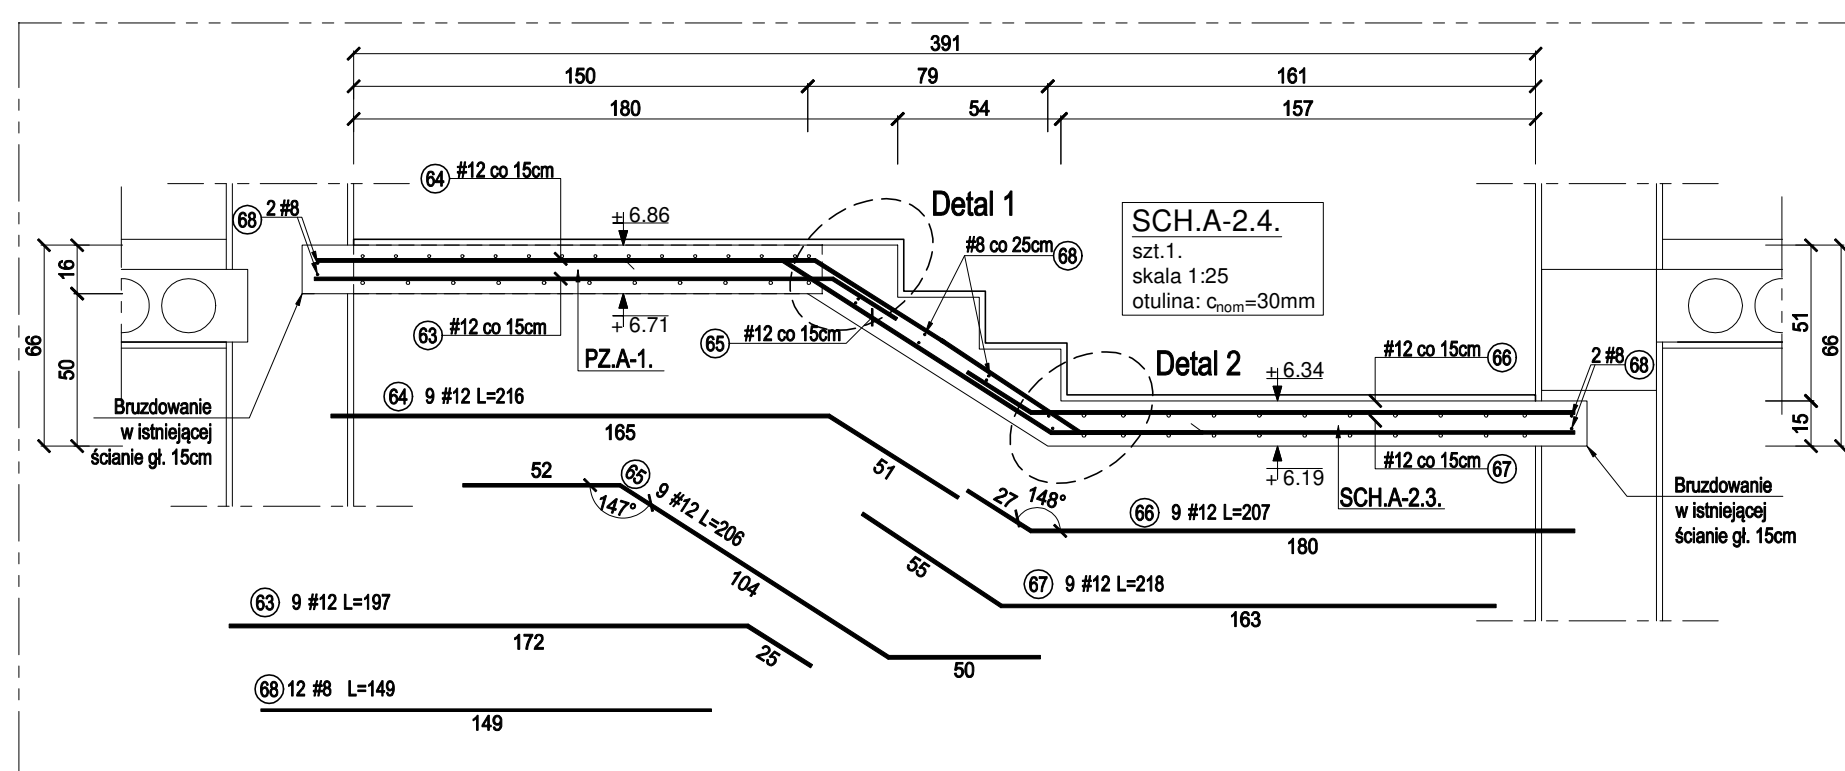 391
150
79
161
180
54
157
64 #12 co 15cm
68 2 #8
± 6.86
Detal 1
#8 co 25cm 68
SCH.A-2.4.
szt.1.
skala 1:25
otulina: cnom=30mm
16
50
66
63 #12 co 15cm
+ 6.71
PZ.A-1.
65 #12 co 15cm
Detal 2
± 6.34
#12 co 15cm 66
2 #8 68
51
15
66
Bruzdowanie
w istniejącej
ścianie gł. 15cm
64 9 #12 L=216
165
51
+ 6.19
#12 co 15cm 67
SCH.A-2.3.
Bruzdowanie
w istniejącej
ścianie gł. 15cm
52
65 9 #12 L=206
147°
104
50
27
148°
66 9 #12 L=207
180
55
67 9 #12 L=218
163
63 9 #12 L=197
172
25
68 12 #8 L=149
149